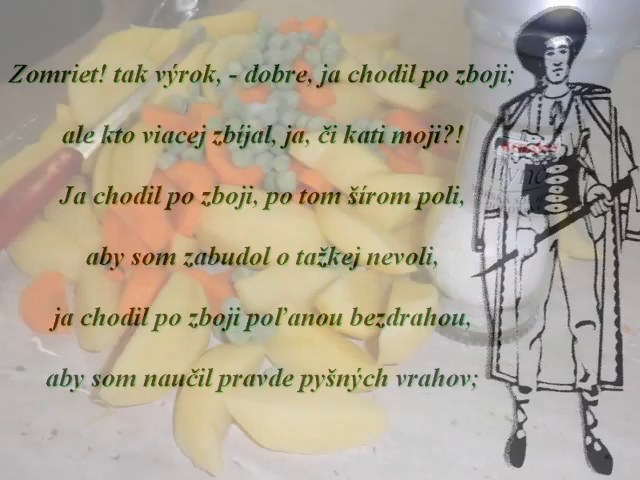 Zomriet! tak výrok, - dobre, ja chodil po zboji;
ale kto viacej zbíjal, ja, či kati moji?!
Ja chodil po zboji, po tom šírom poli,
aby som zabudol o tažkej nevoli,
ja chodil po zboji poľanou bezdrahou,
aby som naučil pravde pyšných vrahov;